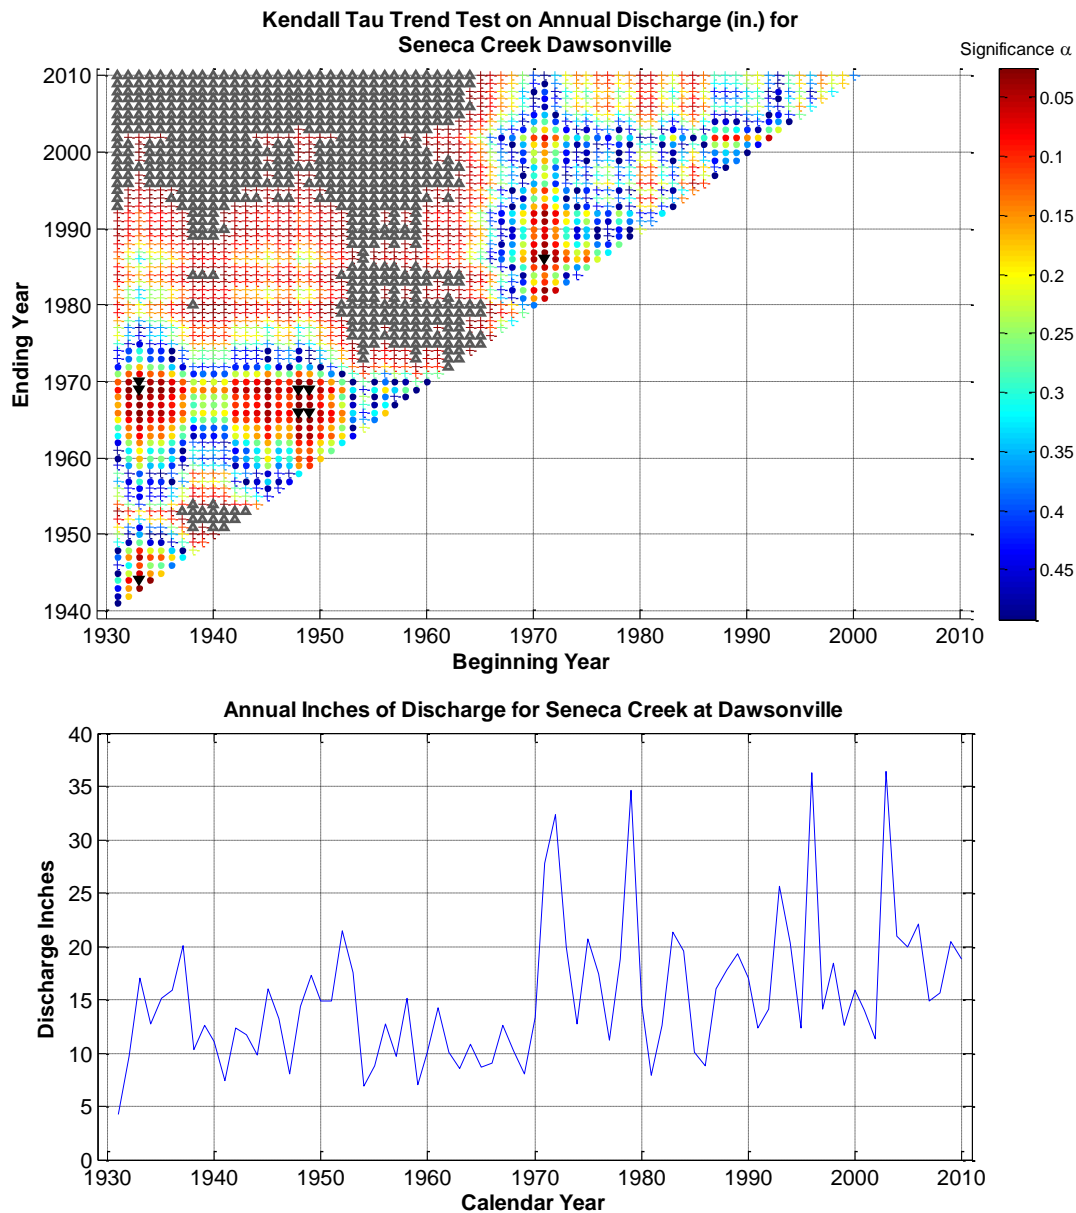 Kendall Tau Trend Test on Annual Discharge (in.) for
Seneca Creek Dawsonville
Significance α
2010
2000
1990
1980
1970
1960
1950
1940
Ending Year
1930 1940 1950 1960 1970 1980 1990 2000 2010
Beginning Year
0.05
0.1
0.15
0.2
0.25
0.3
0.35
0.4
0.45
Annual Inches of Discharge for Seneca Creek at Dawsonville
40
35
30
25
20
15
10
5
0
Discharge Inches
1930 1940 1950 1960 1970 1980 1990 2000 2010
Calendar Year